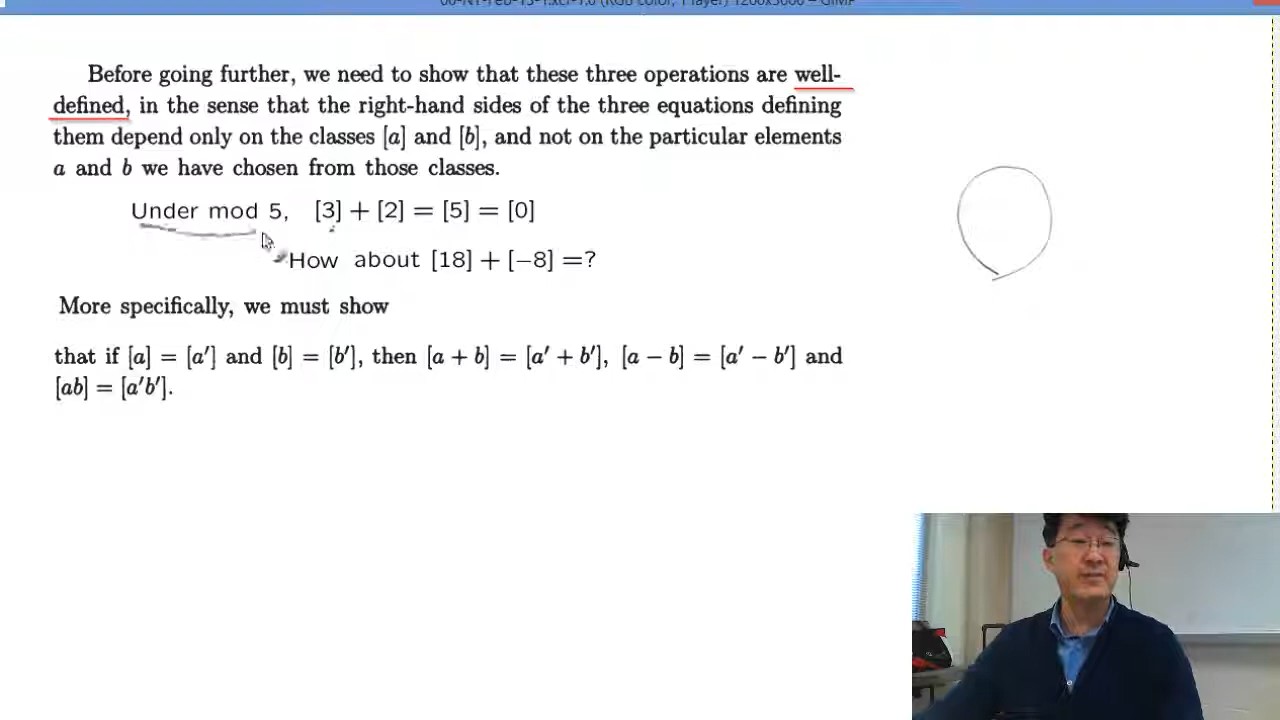 Before going further, we need to show that these three operations are well-
defined, in the sense that the right-hand sides of the three equations defining
them depend only on the classes [a] and [b], and not on the particular elements
a and b we have chosen from those classes.
Under mod 5, [3] + [2] = [5] = [0]
How about [18] + [−8] =?
More specifically, we must show
that if [a] = [a′] and [b] = [b′], then [a + b] = [a′ + b′], [a − b] = [a′ − b′] and
[ab] = [a′b′].